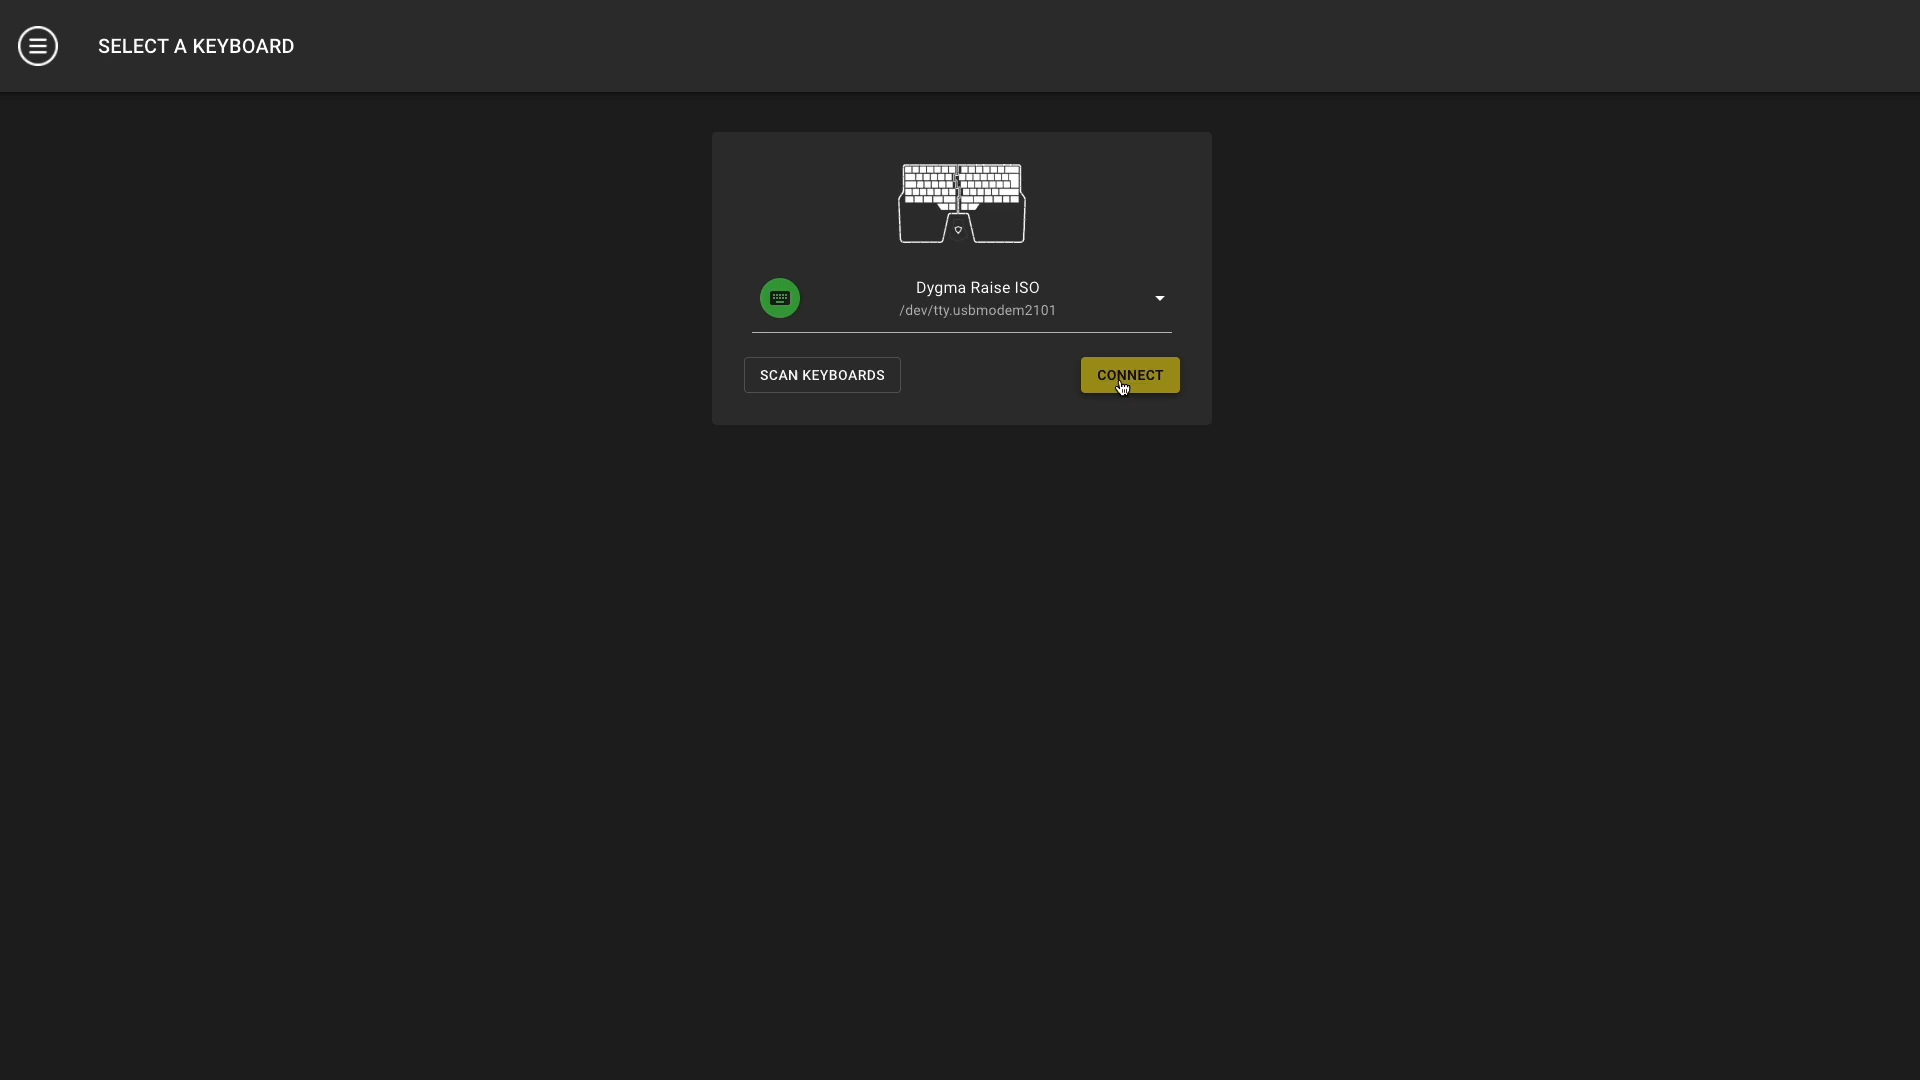 SELECT A KEYBOARD
Dygma Raise ISO
/dev/tty.usbmodem2101
SCAN KEYBOARDS
CONNECT